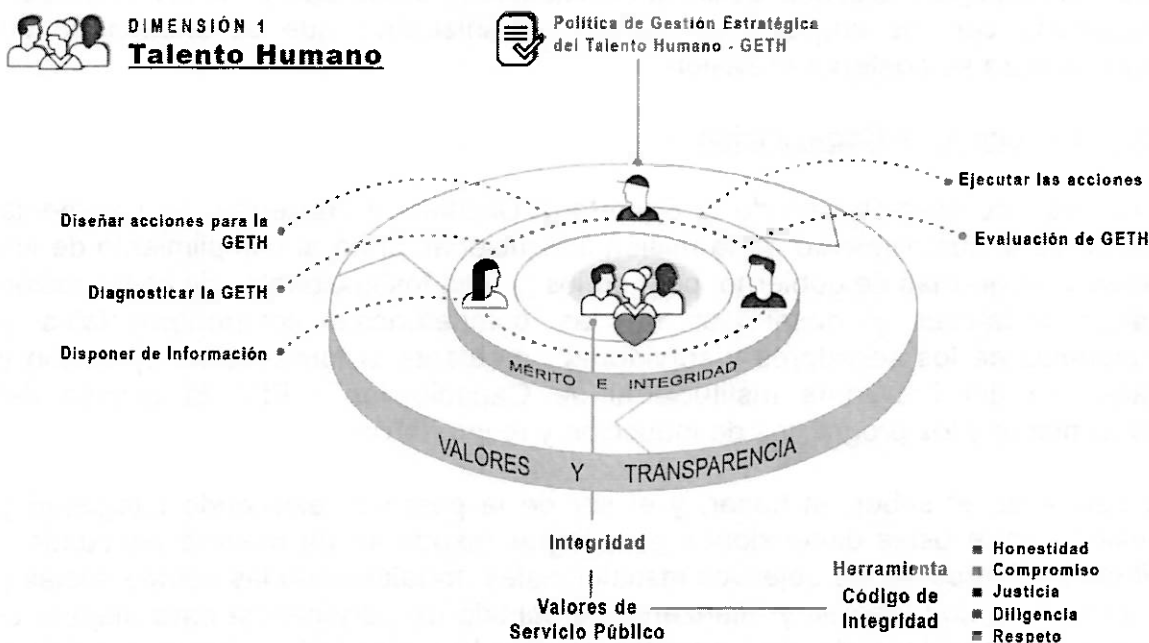 DIMENSIÓN 1
Talento Humano
Política de Gestión Estratégica
del Talento Humano - GETH
Ejecutar las acciones
Diseñar acciones para la
GETH
Evaluación de GETH
Diagnosticar la GETH
Disponer de Información
MÉRITO E INTEGRIDAD
VALORES Y TRANSPARENCIA
Integridad
Valores de
Servicio Público
Herramienta
Código de
Integridad
Honestidad
Compromiso
Justicia
Diligencia
Respeto